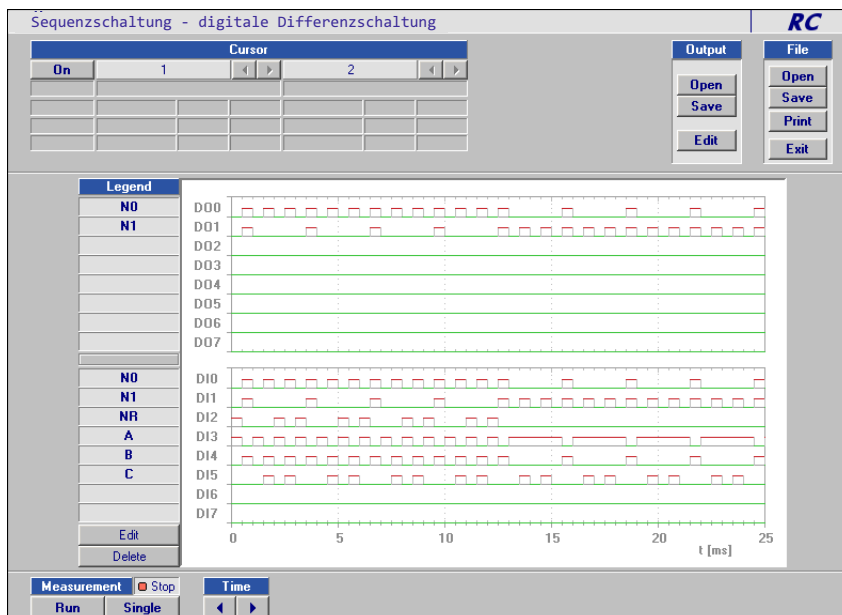 Sequenzschaltung - digitale Differenzschaltung
RC
Cursor
On 1 2
Output
Open
Save
Edit
File
Open
Save
Print
Exit
Legend
N0
N1
DO0
DO1
DO2
DO3
DO4
DO5
DO6
DO7
N0
N1
NR
A
B
C
DI0
DI1
DI2
DI3
DI4
DI5
DI6
DI7
Edit
Delete
0 5 10 15 20 25
t [ms]
Measurement Stop
Run Single
Time